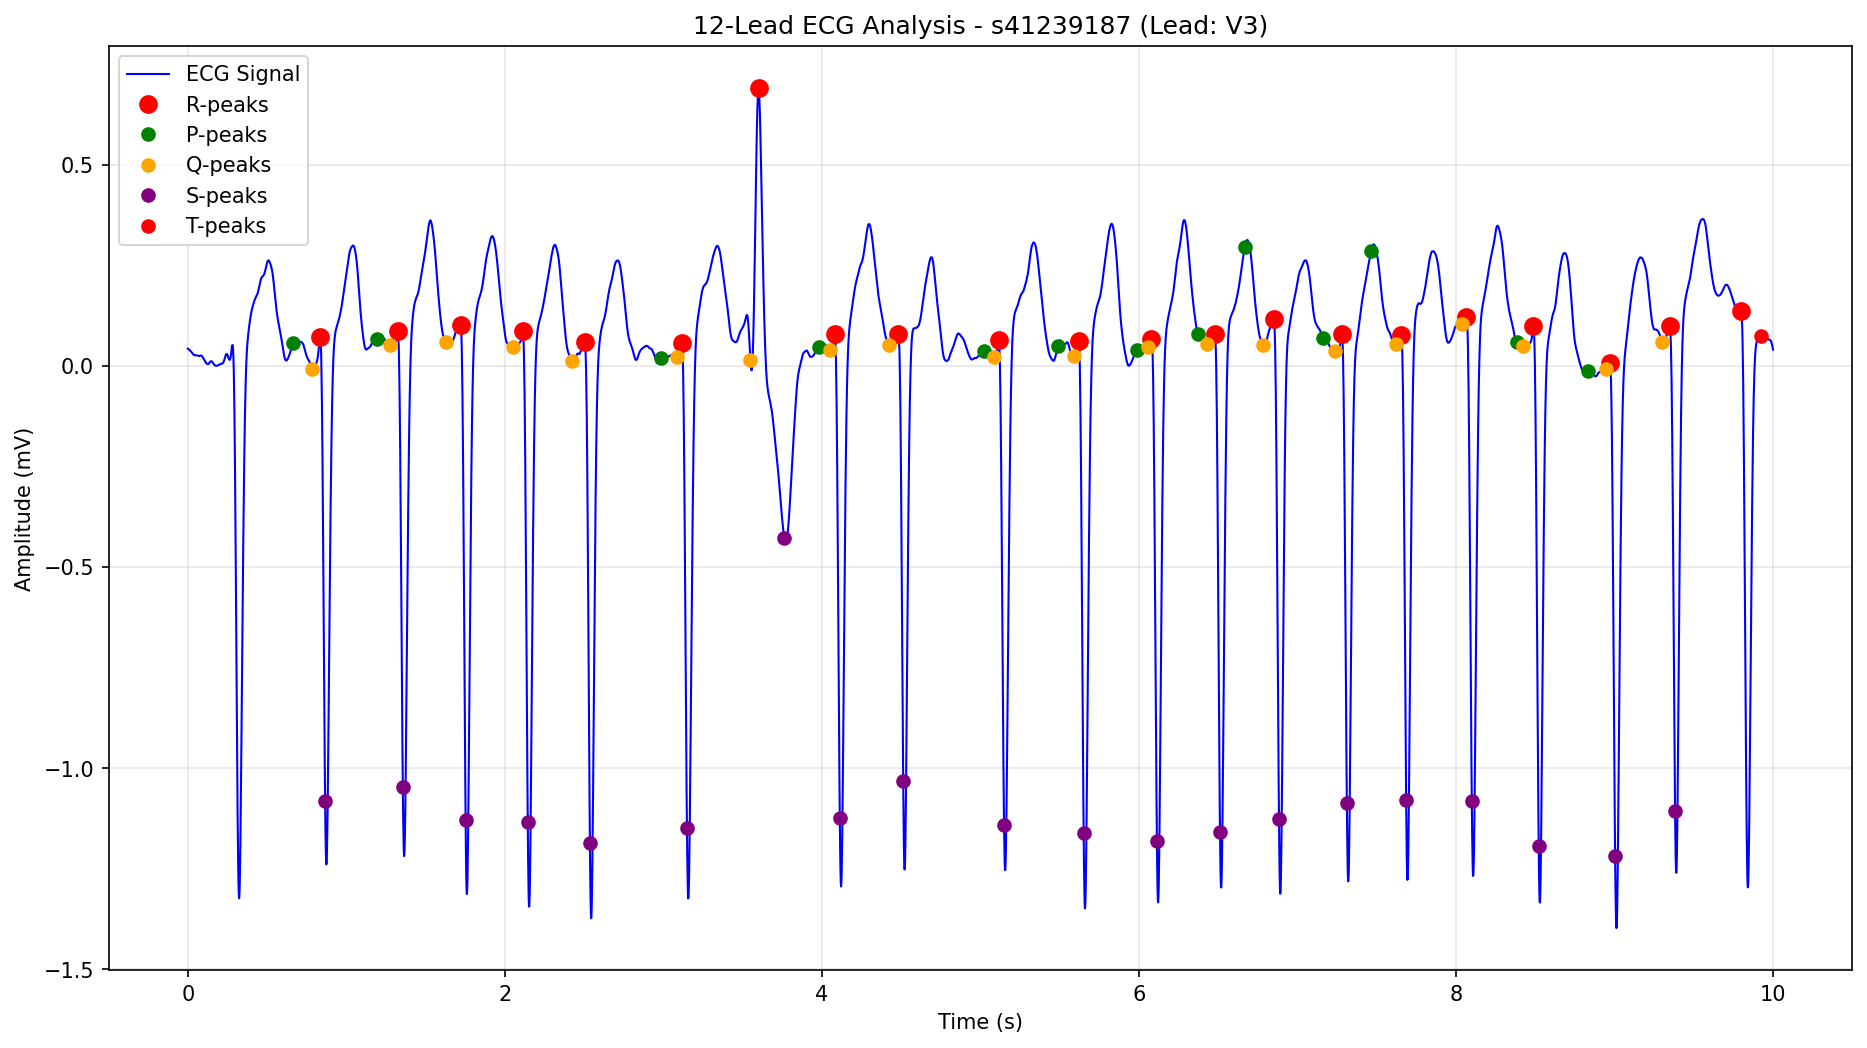 12-Lead ECG Analysis - s41239187 (Lead: V3)
ECG Signal
R-peaks
P-peaks
Q-peaks
S-peaks
T-peaks
Amplitude (mV)
0.5
0.0
−0.5
−1.0
−1.5
0 2 4 6 8 10
Time (s)